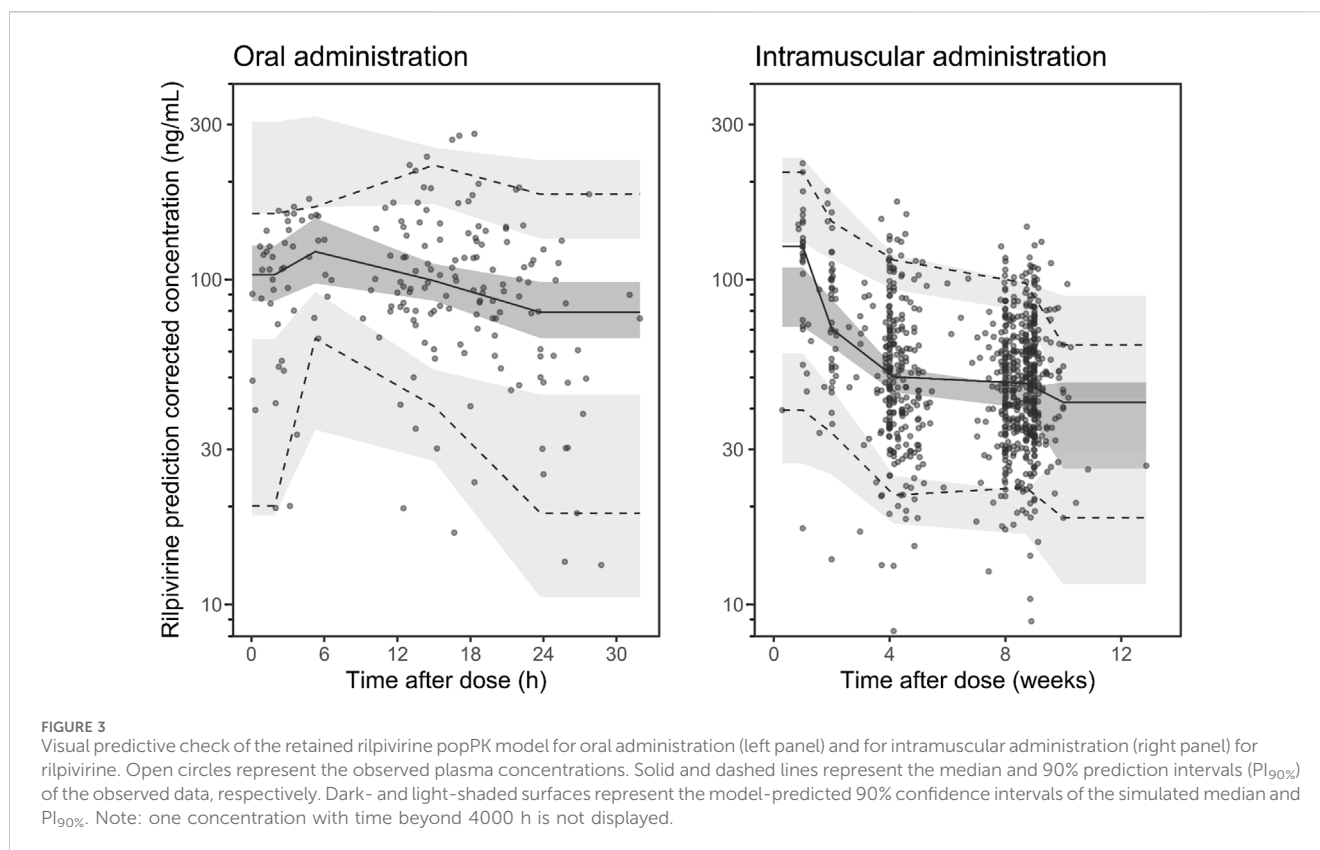 Oral administration
Intramuscular administration
Rilpivirine prediction corrected concentration (ng/mL)
300
100
30
10
0 6 12 18 24 30
Time after dose (h)
300
100
30
10
0 4 8 12
Time after dose (weeks)
FIGURE 3
Visual predictive check of the retained rilpivirine popPK model for oral administration (left panel) and for intramuscular administration (right panel) for
rilpivirine. Open circles represent the observed plasma concentrations. Solid and dashed lines represent the median and 90% prediction intervals (PI90%)
of the observed data, respectively. Dark- and light-shaded surfaces represent the model-predicted 90% confidence intervals of the simulated median and
PI90%. Note: one concentration with time beyond 4000 h is not displayed.